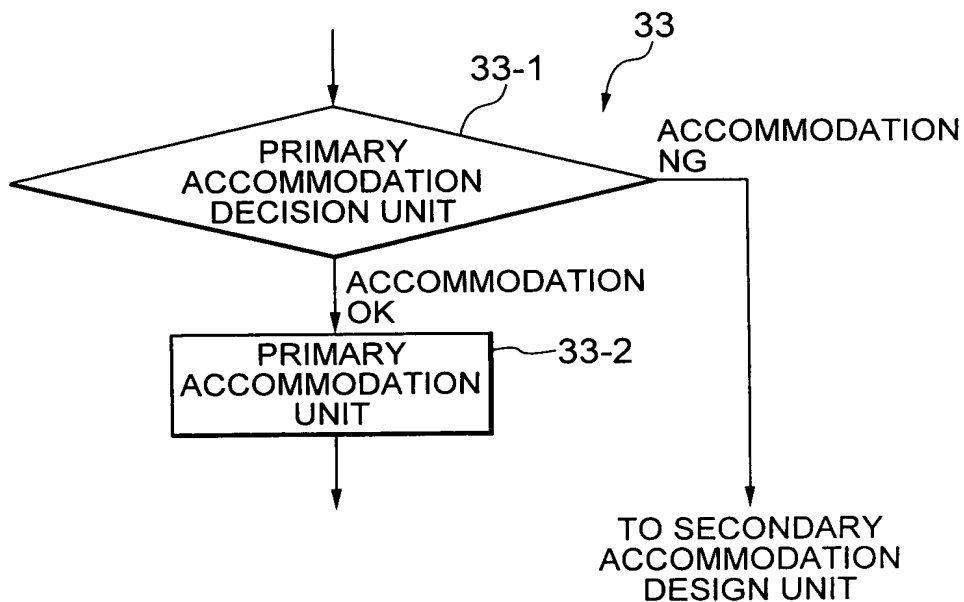 33
33-1
PRIMARY
ACCOMMODATION
DECISION UNIT
ACCOMMODATION
NG
ACCOMMODATION
OK
PRIMARY
ACCOMMODATION
UNIT
33-2
TO SECONDARY
ACCOMMODATION
DESIGN UNIT